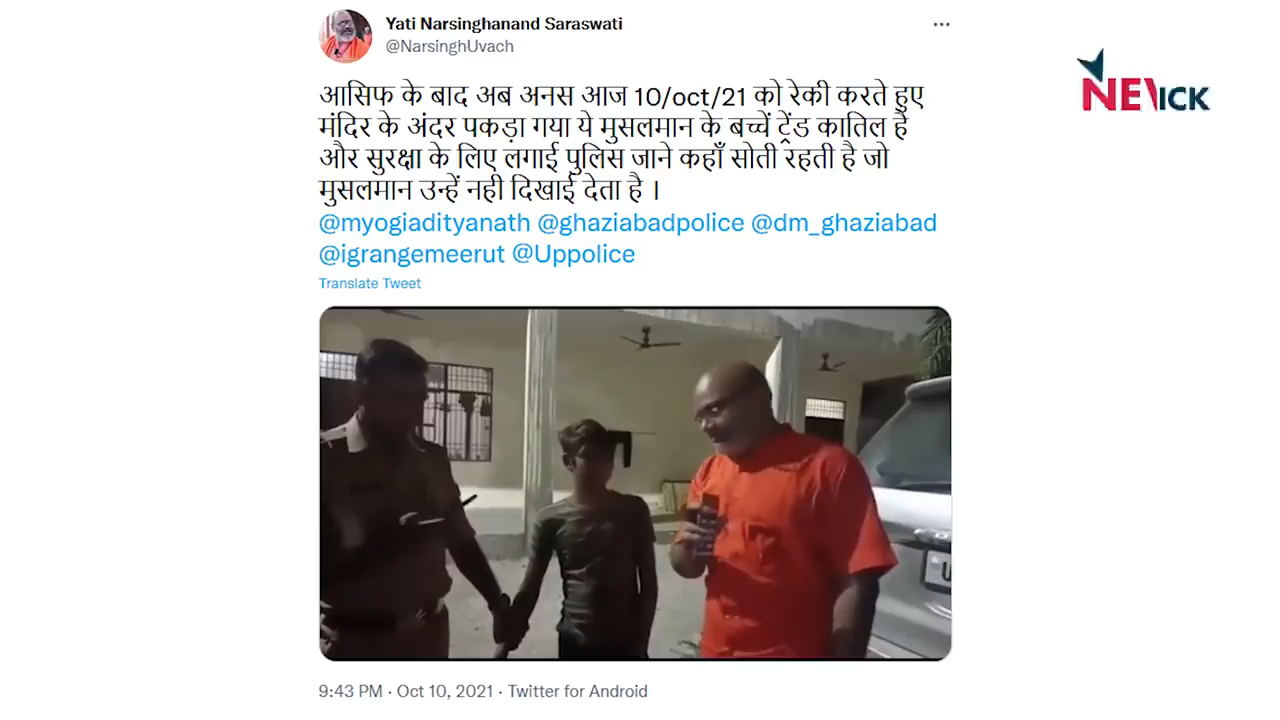 Yati Narsinghanand Saraswati
@NarsinghUvach
NEWICK
आसिफ के बाद अब अनस आज 10/oct/21 को रेकी करते हुए
मंदिर के अंदर पकड़ा गया ये मुसलमान के बच्चें ट्रेंड कातिल है
और सुरक्षा के लिए लगाई पुलिस जाने कहाँ सोती रहती है जो
मुसलमान उन्हें नही दिखाई देता है ।
@myogiadityanath @ghaziabadpolice @dm_ghaziabad
@igrangemeerut @Uppolice
Translate Tweet
9:43 PM · Oct 10, 2021 · Twitter for Android